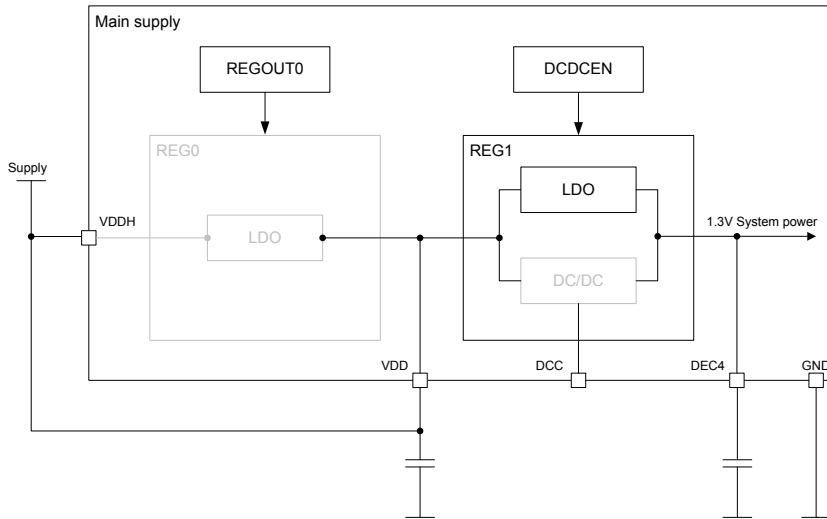 Main supply
REGOUT0
DCDCEN
REG0
REG1
Supply
LDO
VDDH
1.3V System power
LDO
DC/DC
VDD
DCC
DEC4
GND